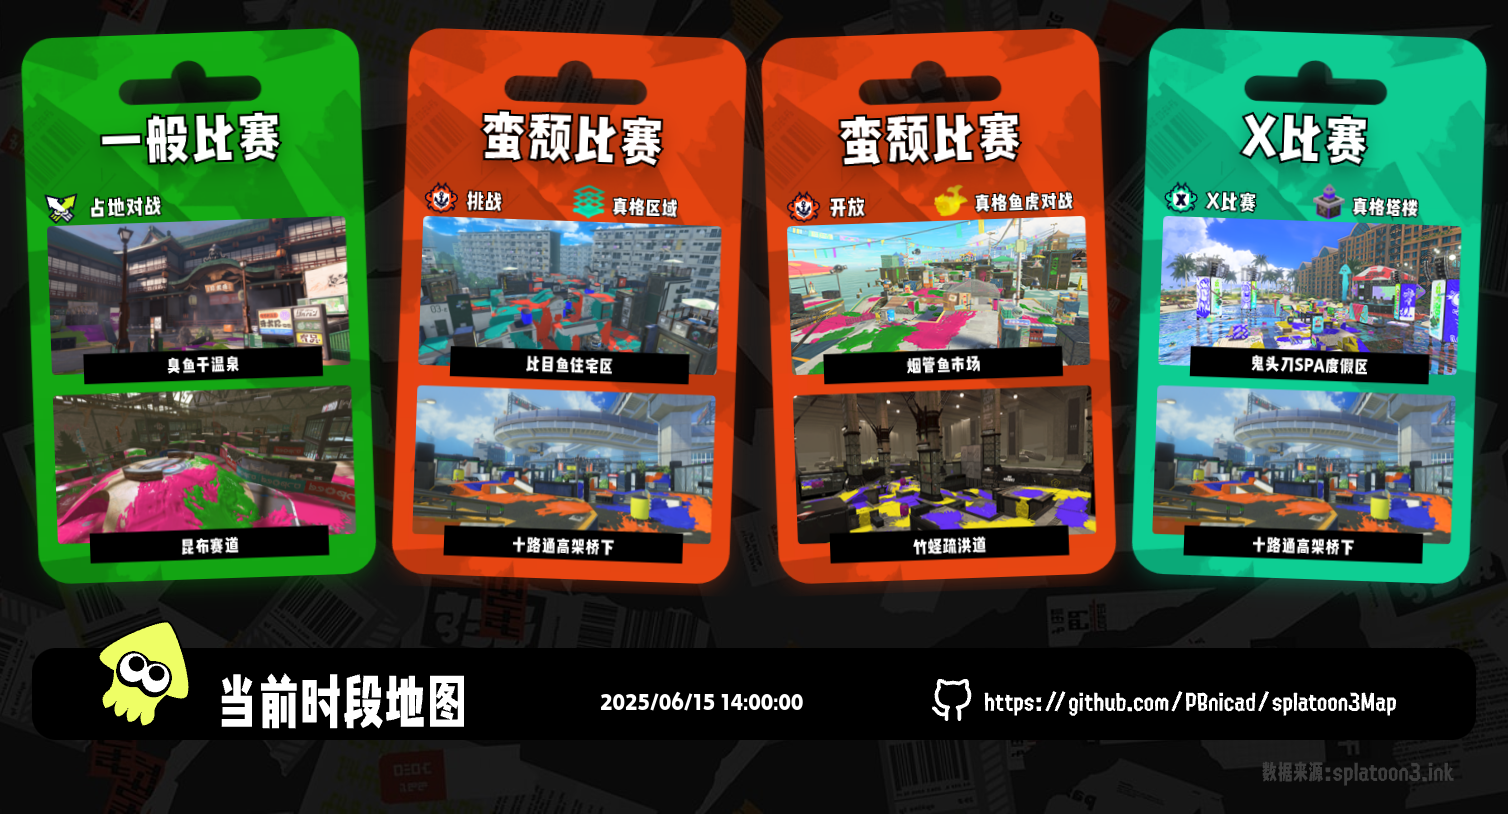 一般比赛
占地对战
臭鱼干温泉
昆布赛道
蛮颓比赛
挑战
真格区域
比目鱼住宅区
十路通高架桥下
蛮颓比赛
开放
真格鱼虎对战
烟管鱼市场
竹蛏疏洪道
X比赛
X比赛
真格塔楼
鬼头刀SPA度假区
十路通高架桥下
当前时段地图
2025/06/15 14:00:00
https://github.com/PBnicad/splatoon3Map
数据来源:splatoon3.ink